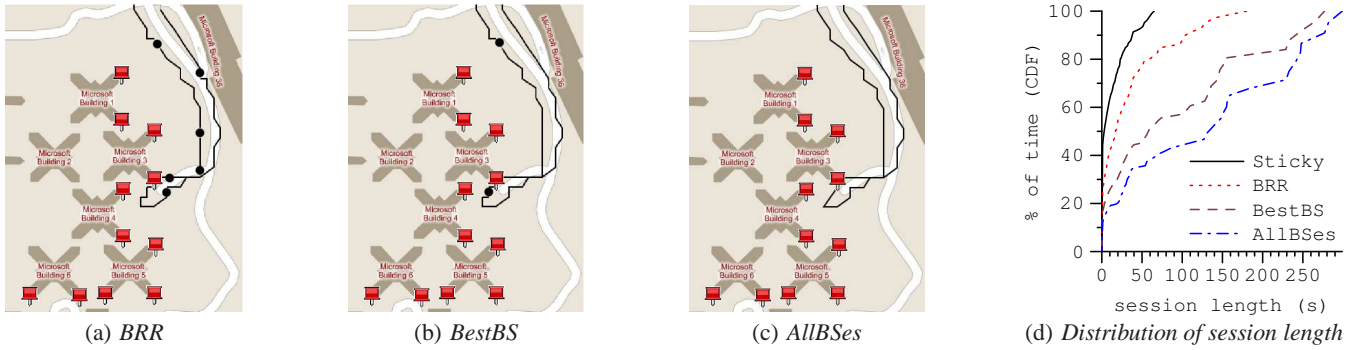 Microsoft Building 36
Microsoft
Building 1
Microsoft
Building 2
Microsoft
Building 3
Microsoft
Building 4
Microsoft
Building 6
Microsoft
Building 5
(a) BRR
Microsoft Building 36
Microsoft
Building 1
Microsoft
Building 2
Microsoft
Building 3
Microsoft
Building 4
Microsoft
Building 6
Microsoft
Building 5
(b) BestBS
Microsoft Building 36
Microsoft
Building 1
Microsoft
Building 2
Microsoft
Building 3
Microsoft
Building 4
Microsoft
Building 6
Microsoft
Building 5
(c) AllBSes
% of time (CDF)
100
80
60
40
20
0
Sticky
BRR
BestBS
AllBSes
0 50 100 150 200 250
session length (s)
(d) Distribution of session length